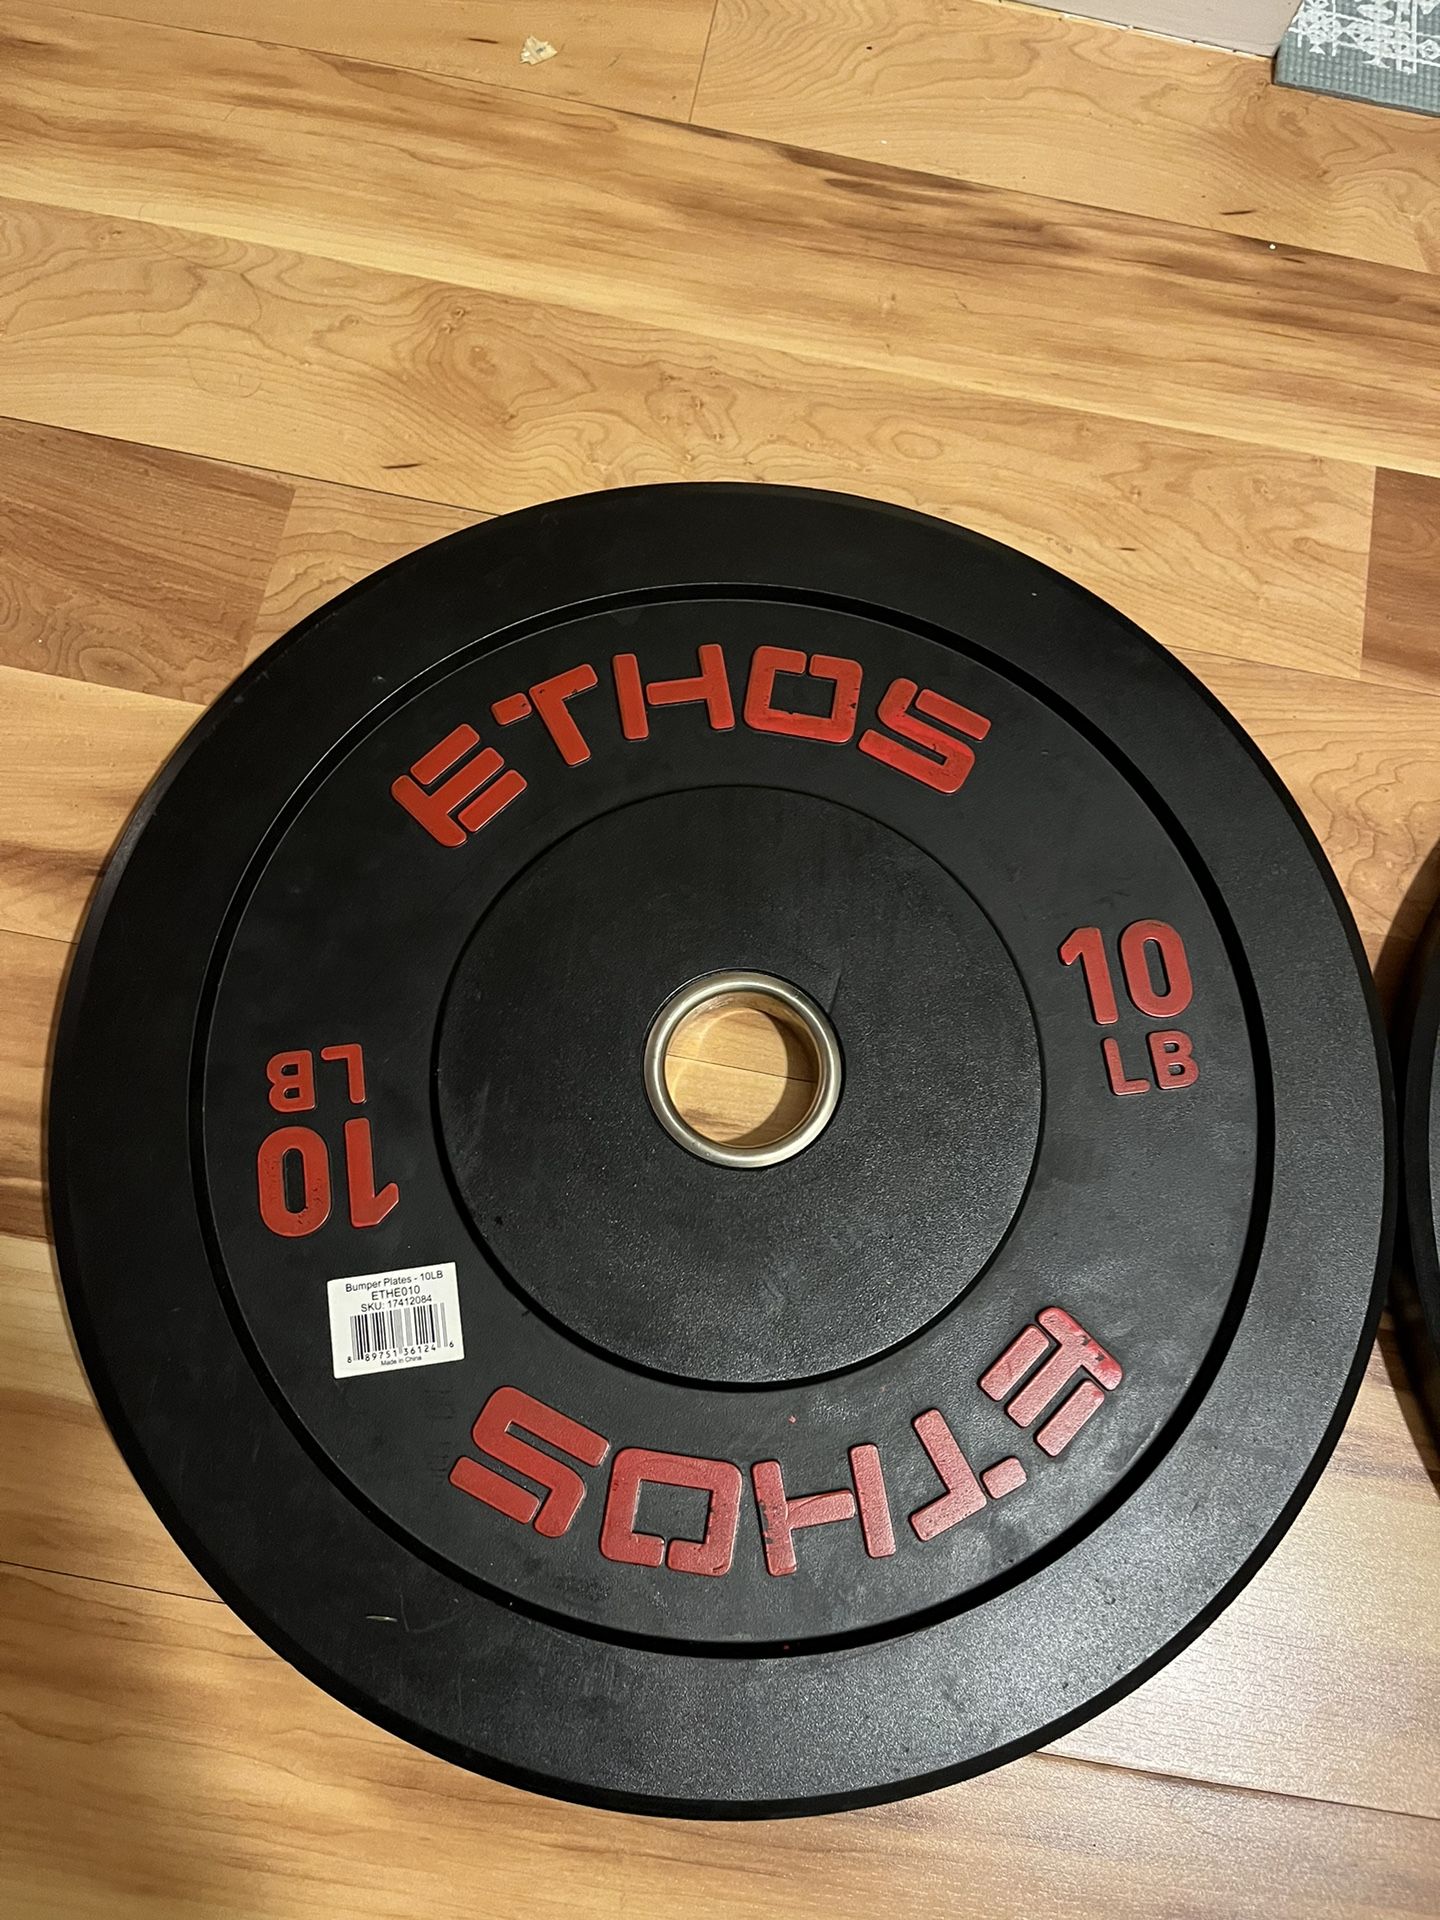 ETHOS
10
LB
10
LB
Bumper Plates - 10LB
ETHE010
SKU: 17412084
8 89751 36124 6
Made in China
ETHOS